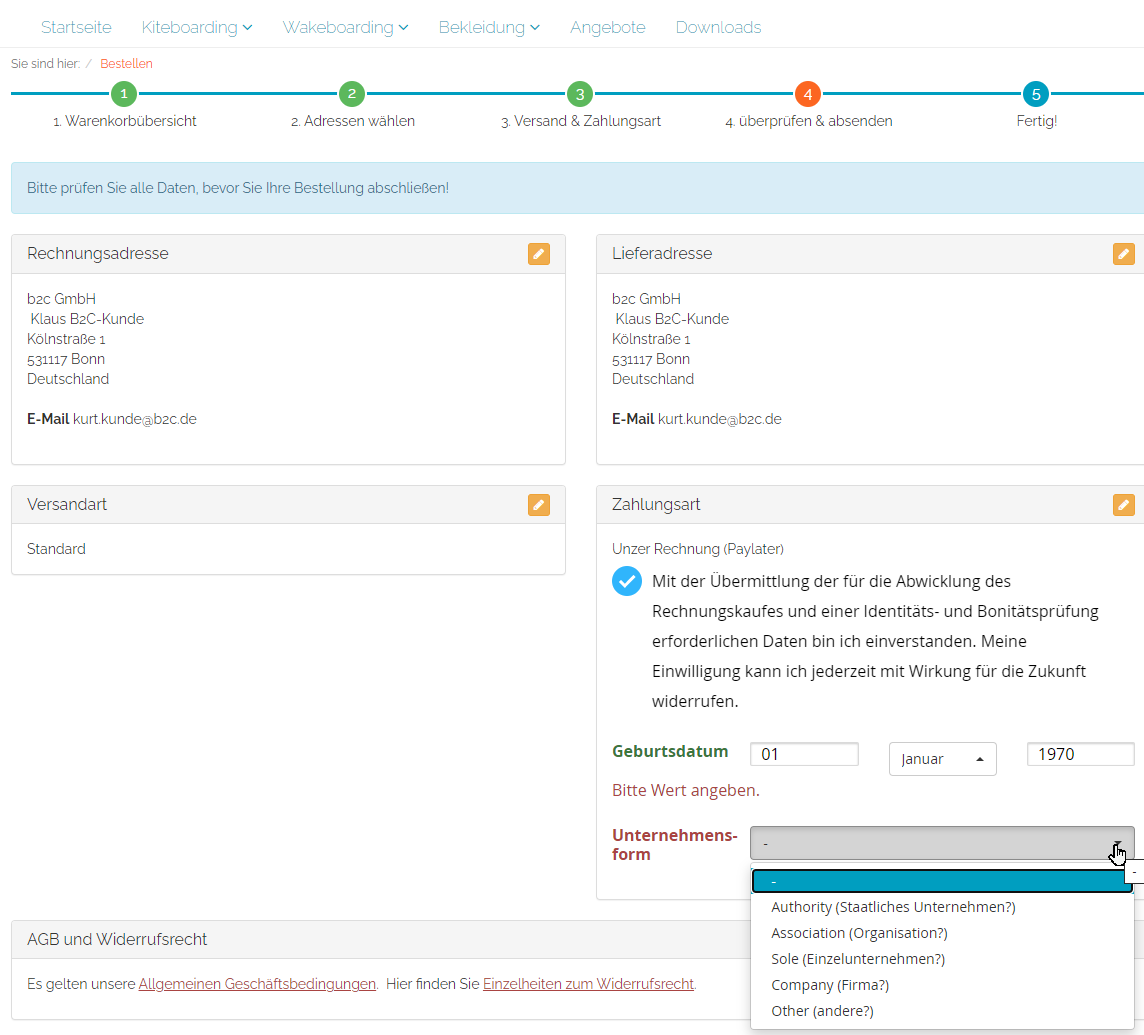 Startseite Kiteboarding Wakeboarding Bekleidung Angebote Downloads
Sie sind hier: / Bestellen
1 2 3 4 5
1. Warenkorbübersicht 2. Adressen wählen 3. Versand & Zahlungsart 4. überprüfen & absenden Fertig!
Bitte prüfen Sie alle Daten, bevor Sie Ihre Bestellung abschließen!
Rechnungsadresse
b2c GmbH
Klaus B2C-Kunde
Kölnstraße 1
531117 Bonn
Deutschland
E-Mail kurt.kunde@b2c.de
Lieferadresse
b2c GmbH
Klaus B2C-Kunde
Kölnstraße 1
531117 Bonn
Deutschland
E-Mail kurt.kunde@b2c.de
Versandart
Standard
Zahlungsart
Unzer Rechnung (Paylater)
Mit der Übermittlung der für die Abwicklung des
Rechnungskaufes und einer Identitäts- und Bonitätsprüfung
erforderlichen Daten bin ich einverstanden. Meine
Einwilligung kann ich jederzeit mit Wirkung für die Zukunft
widerrufen.
Geburtsdatum 01 Januar 1970
Bitte Wert angeben.
Unternehmens-
form
-
-
-
Authority (Staatliches Unternehmen?)
Association (Organisation?)
Sole (Einzelunternehmen?)
Company (Firma?)
Other (andere?)
AGB und Widerrufsrecht
Es gelten unsere Allgemeinen Geschäftsbedingungen. Hier finden Sie Einzelheiten zum Widerrufsrecht.